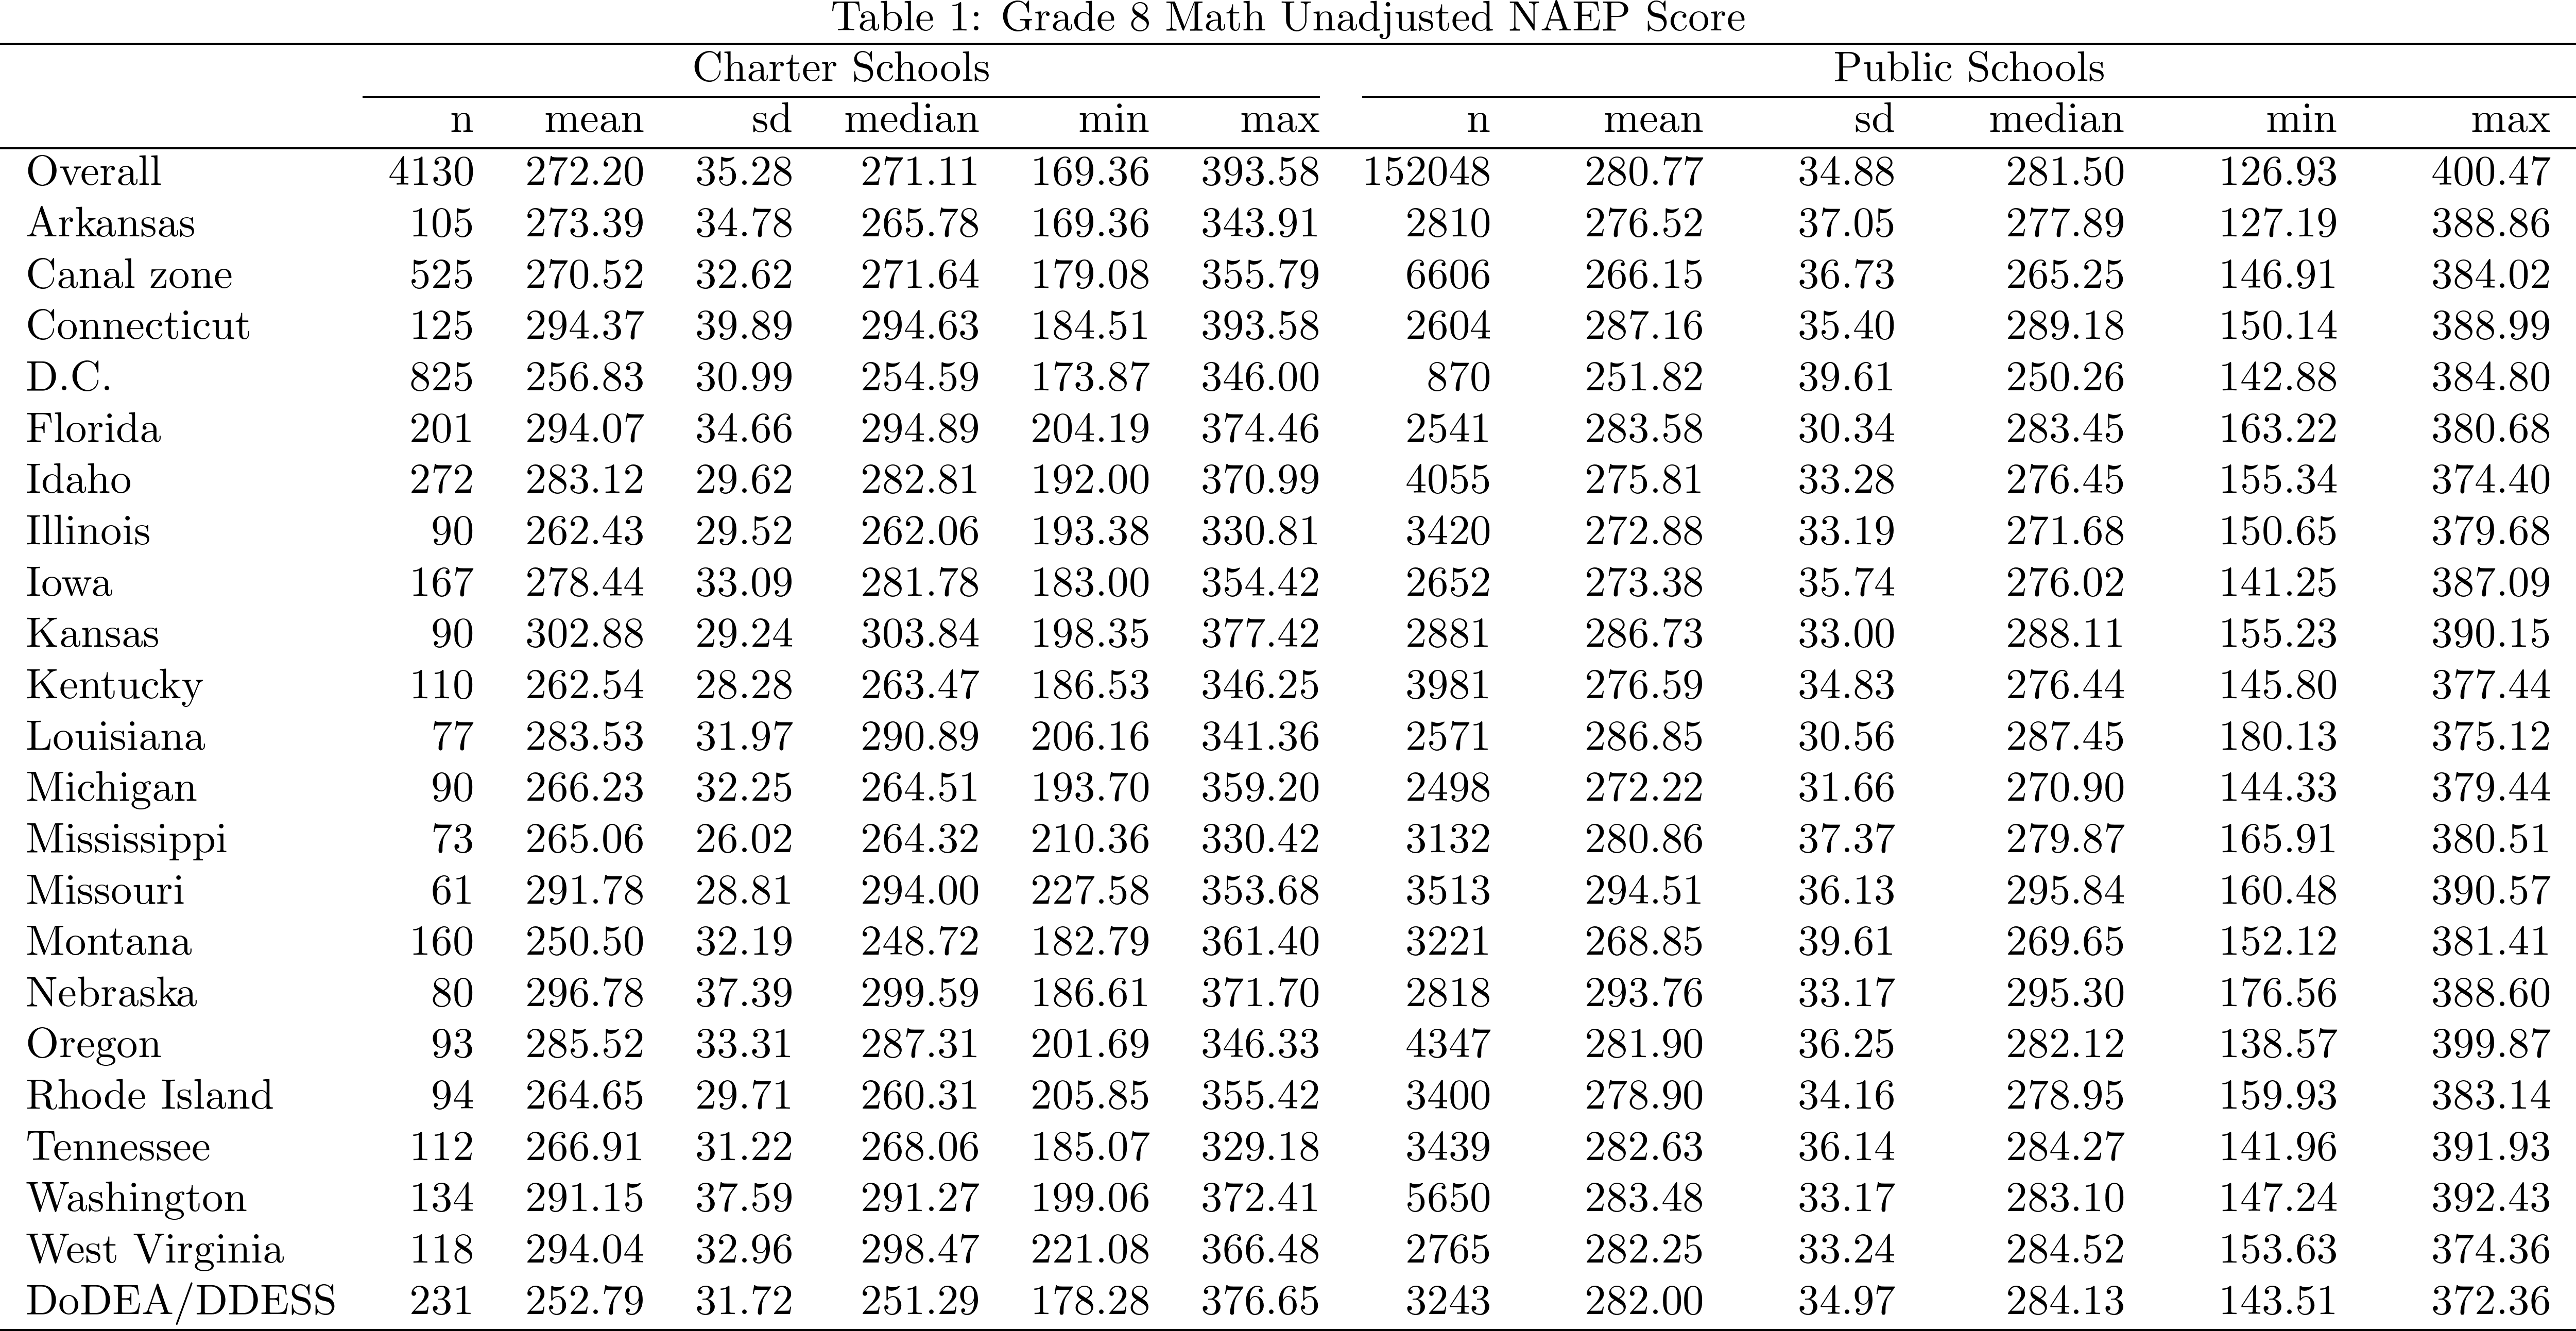 Table 1: Grade 8 Math Unadjusted NAEP Score
Charter Schools Public Schools
n mean sd median min max n mean sd median min max
Overall 4130 272.20 35.28 271.11 169.36 393.58 152048 280.77 34.88 281.50 126.93 400.47
Arkansas 105 273.39 34.78 265.78 169.36 343.91 2810 276.52 37.05 277.89 127.19 388.86
Canal zone 525 270.52 32.62 271.64 179.08 355.79 6606 266.15 36.73 265.25 146.91 384.02
Connecticut 125 294.37 39.89 294.63 184.51 393.58 2604 287.16 35.40 289.18 150.14 388.99
D.C. 825 256.83 30.99 254.59 173.87 346.00 870 251.82 39.61 250.26 142.88 384.80
Florida 201 294.07 34.66 294.89 204.19 374.46 2541 283.58 30.34 283.45 163.22 380.68
Idaho 272 283.12 29.62 282.81 192.00 370.99 4055 275.81 33.28 276.45 155.34 374.40
Illinois 90 262.43 29.52 262.06 193.38 330.81 3420 272.88 33.19 271.68 150.65 379.68
Iowa 167 278.44 33.09 281.78 183.00 354.42 2652 273.38 35.74 276.02 141.25 387.09
Kansas 90 302.88 29.24 303.84 198.35 377.42 2881 286.73 33.00 288.11 155.23 390.15
Kentucky 110 262.54 28.28 263.47 186.53 346.25 3981 276.59 34.83 276.44 145.80 377.44
Louisiana 77 283.53 31.97 290.89 206.16 341.36 2571 286.85 30.56 287.45 180.13 375.12
Michigan 90 266.23 32.25 264.51 193.70 359.20 2498 272.22 31.66 270.90 144.33 379.44
Mississippi 73 265.06 26.02 264.32 210.36 330.42 3132 280.86 37.37 279.87 165.91 380.51
Missouri 61 291.78 28.81 294.00 227.58 353.68 3513 294.51 36.13 295.84 160.48 390.57
Montana 160 250.50 32.19 248.72 182.79 361.40 3221 268.85 39.61 269.65 152.12 381.41
Nebraska 80 296.78 37.39 299.59 186.61 371.70 2818 293.76 33.17 295.30 176.56 388.60
Oregon 93 285.52 33.31 287.31 201.69 346.33 4347 281.90 36.25 282.12 138.57 399.87
Rhode Island 94 264.65 29.71 260.31 205.85 355.42 3400 278.90 34.16 278.95 159.93 383.14
Tennessee 112 266.91 31.22 268.06 185.07 329.18 3439 282.63 36.14 284.27 141.96 391.93
Washington 134 291.15 37.59 291.27 199.06 372.41 5650 283.48 33.17 283.10 147.24 392.43
West Virginia 118 294.04 32.96 298.47 221.08 366.48 2765 282.25 33.24 284.52 153.63 374.36
DoDEA/DDESS 231 252.79 31.72 251.29 178.28 376.65 3243 282.00 34.97 284.13 143.51 372.36